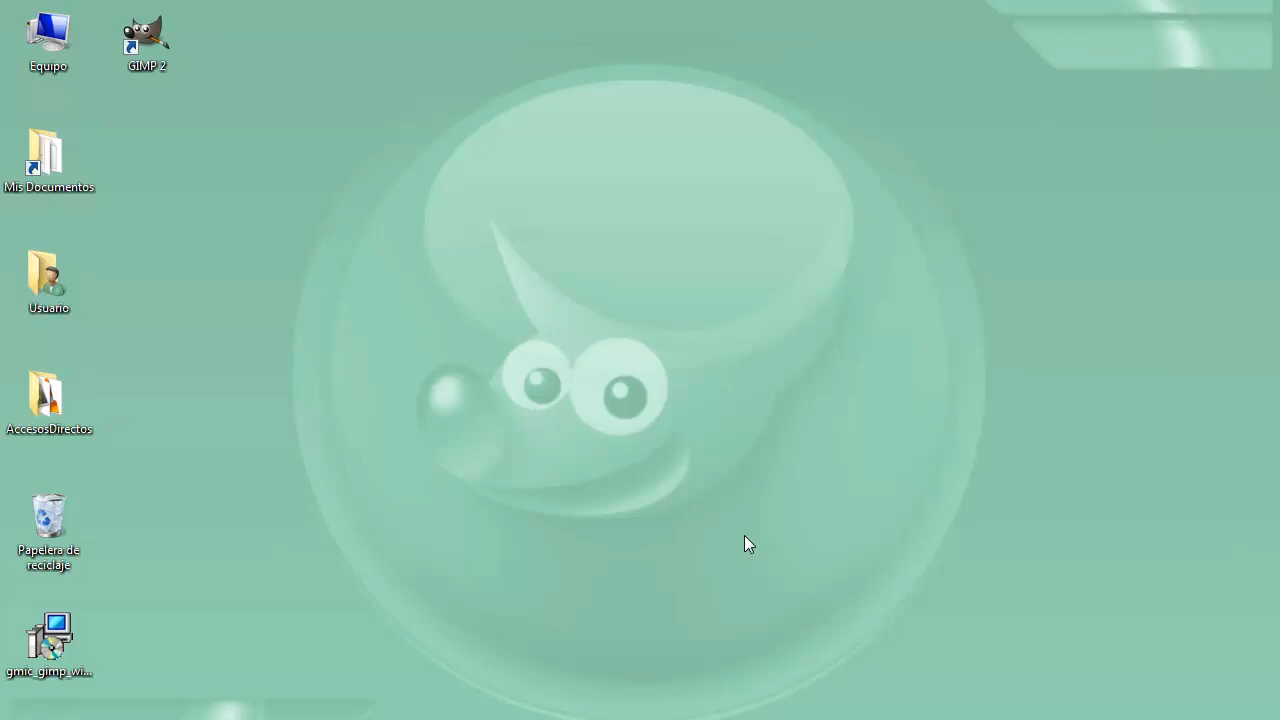 Equipo
GIMP 2
Mis Documentos
Usuario
AccesosDirectos
Papelera de
reciclaje
gmic_gimp_wi...